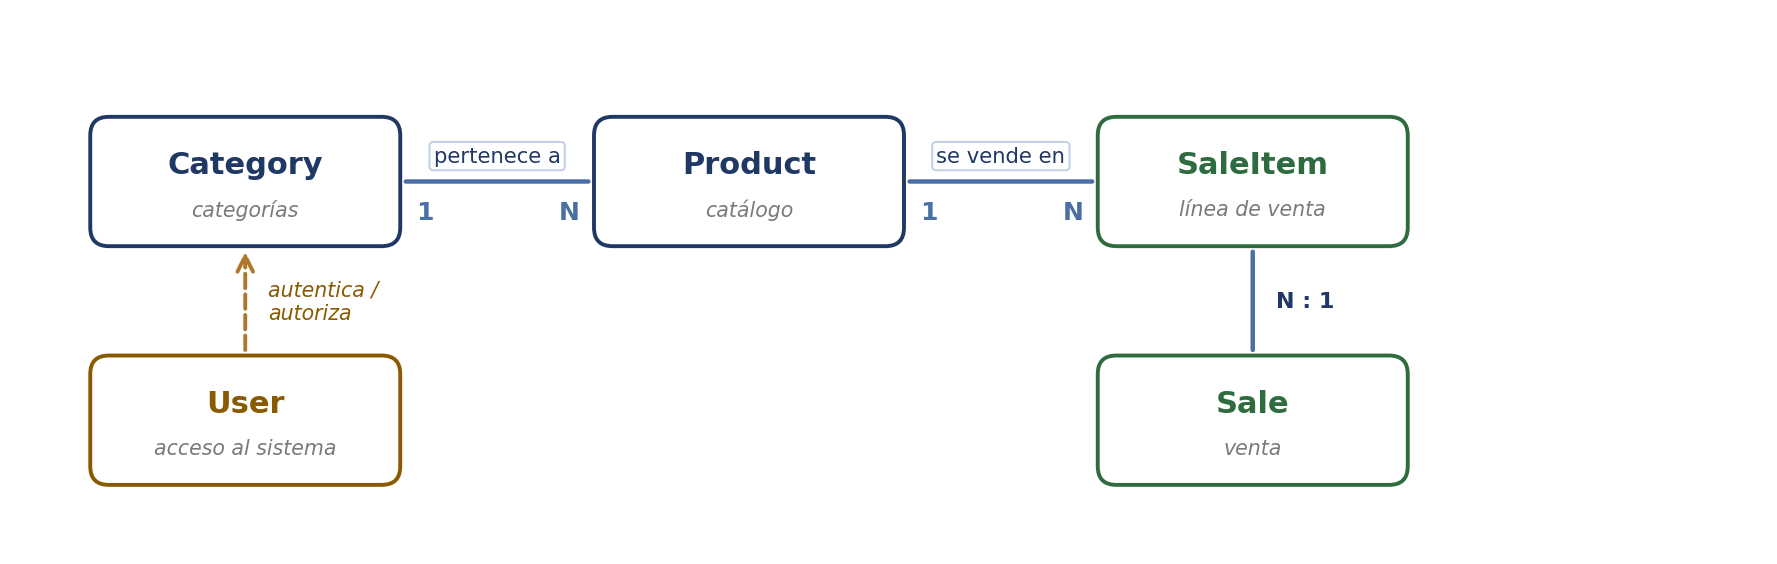 Category
categorías
pertenece a
1
N
Product
catálogo
se vende en
1
N
SaleItem
línea de venta
autentica /
autoriza
N : 1
User
acceso al sistema
Sale
venta